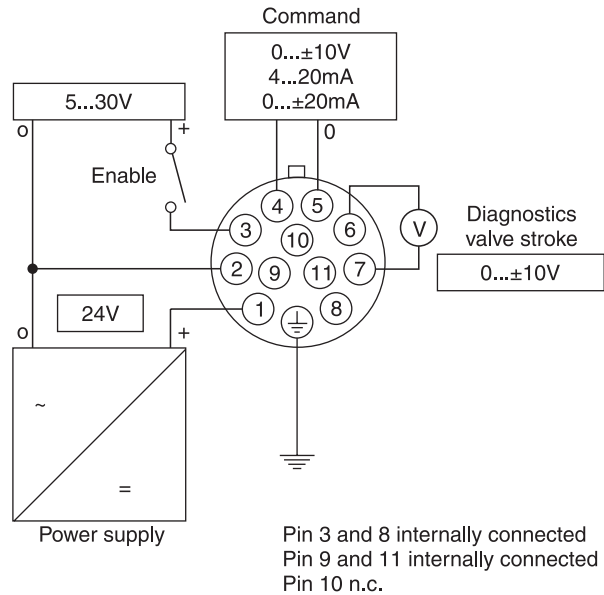 Command
0...±10V
4...20mA
0...±20mA
5...30V
o
+
0
Enable
4
5
3
6
10
V
Diagnostics
valve stroke
2
9
11
7
0...±10V
24V
1
8
o
+
~
=
Power supply
Pin 3 and 8 internally connected
Pin 9 and 11 internally connected
Pin 10 n.c.